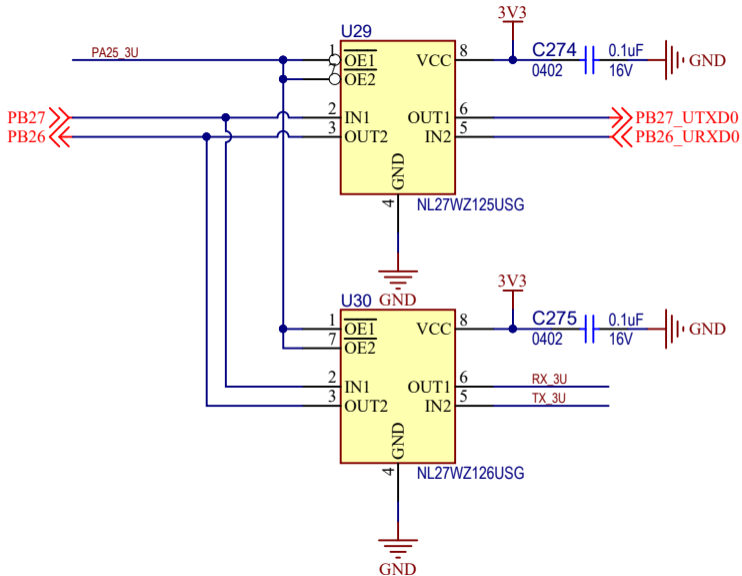 3V3
U29
PA25_3U
1
OE1
VCC
8
C274
0.1uF
GND
7
OE2
0402
16V
PB27
2
IN1
OUT1
6
PB27_UTXD0
PB26
3
OUT2
IN2
5
PB26_URXD0
GND
4
NL27WZ125USG
GND
3V3
U30
1
OE1
VCC
8
C275
0.1uF
GND
7
OE2
0402
16V
2
IN1
OUT1
6
RX_3U
3
OUT2
IN2
5
TX_3U
GND
4
NL27WZ126USG
GND